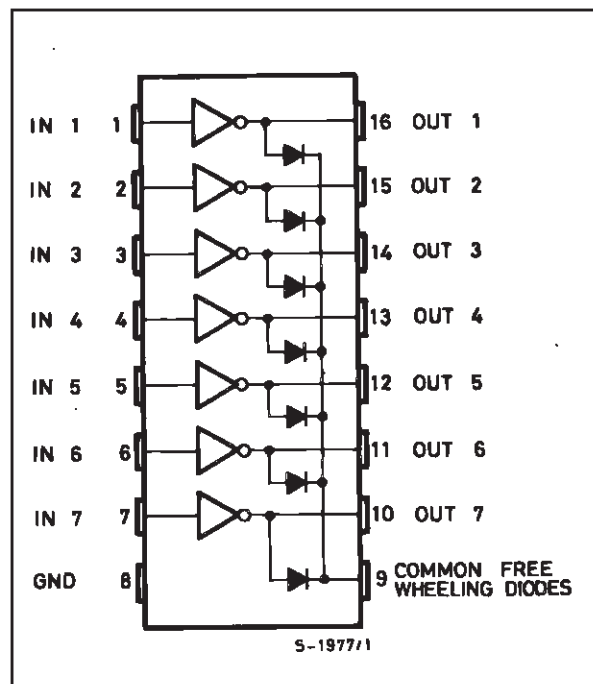 IN 1 1 16 OUT 1
IN 2 2 15 OUT 2
IN 3 3 14 OUT 3
IN 4 4 13 OUT 4
IN 5 5 12 OUT 5
IN 6 6 11 OUT 6
IN 7 7 10 OUT 7
GND 8 9 COMMON FREE
WHEELING DIODES
S-1977/1